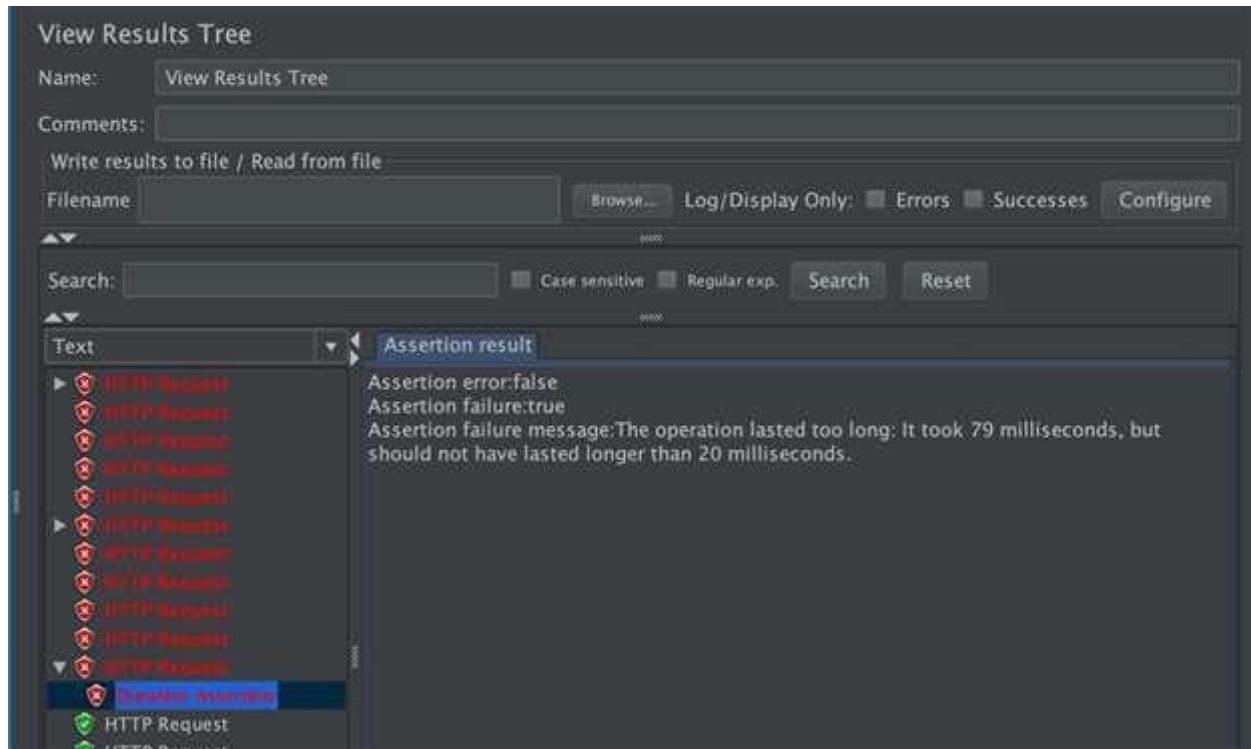 View Results Tree
Name: View Results Tree
Comments:
Write results to file / Read from file
Filename Browse... Log/Display Only: Errors Successes Configure
Search: Case sensitive Regular exp. Search Reset
Text
Assertion result
HTTP Request
HTTP Request
HTTP Request
HTTP Request
HTTP Request
HTTP Request
HTTP Request
HTTP Request
HTTP Request
HTTP Request
HTTP Request
Duration Assertion
HTTP Request
HTTP Request
Assertion error:false
Assertion failure:true
Assertion failure message:The operation lasted too long: It took 79 milliseconds, but
should not have lasted longer than 20 milliseconds.